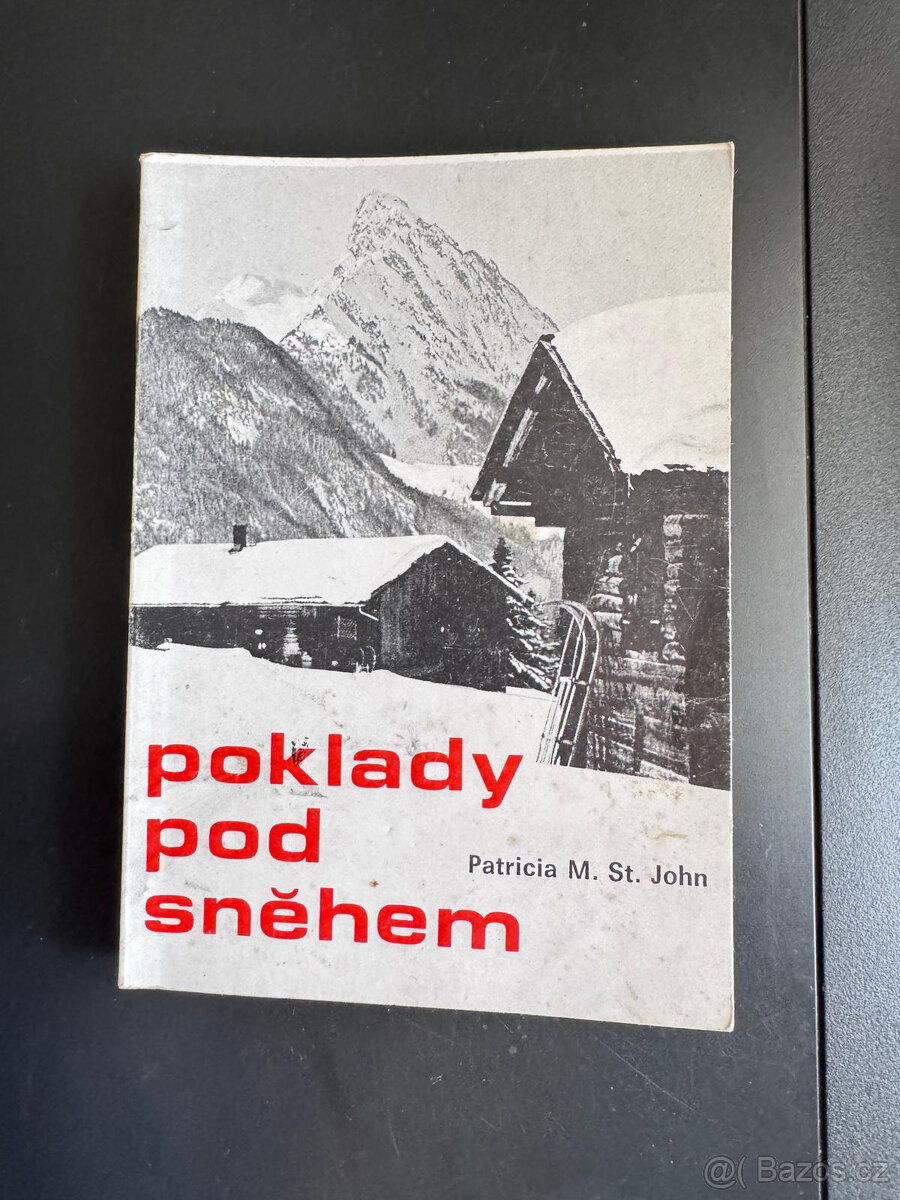 poklady
pod
sněhem
Patricia M. St. John
@( Bazos.cz